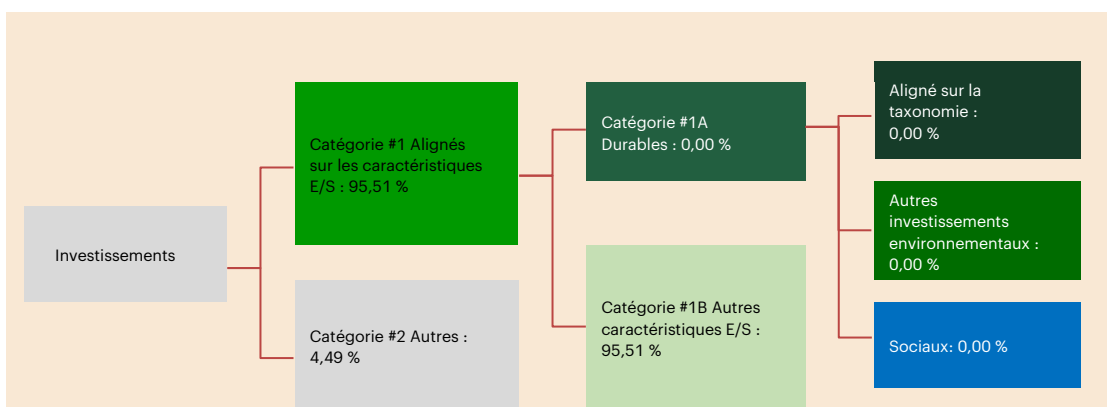 Investissements
Catégorie #1 Alignés
sur les caractéristiques
E/S : 95,51 %
Catégorie #2 Autres :
4,49 %
Catégorie #1A
Durables : 0,00 %
Catégorie #1B Autres
caractéristiques E/S :
95,51 %
Aligné sur la
taxonomie :
0,00 %
Autres
investissements
environnementaux :
0,00 %
Sociaux: 0,00 %